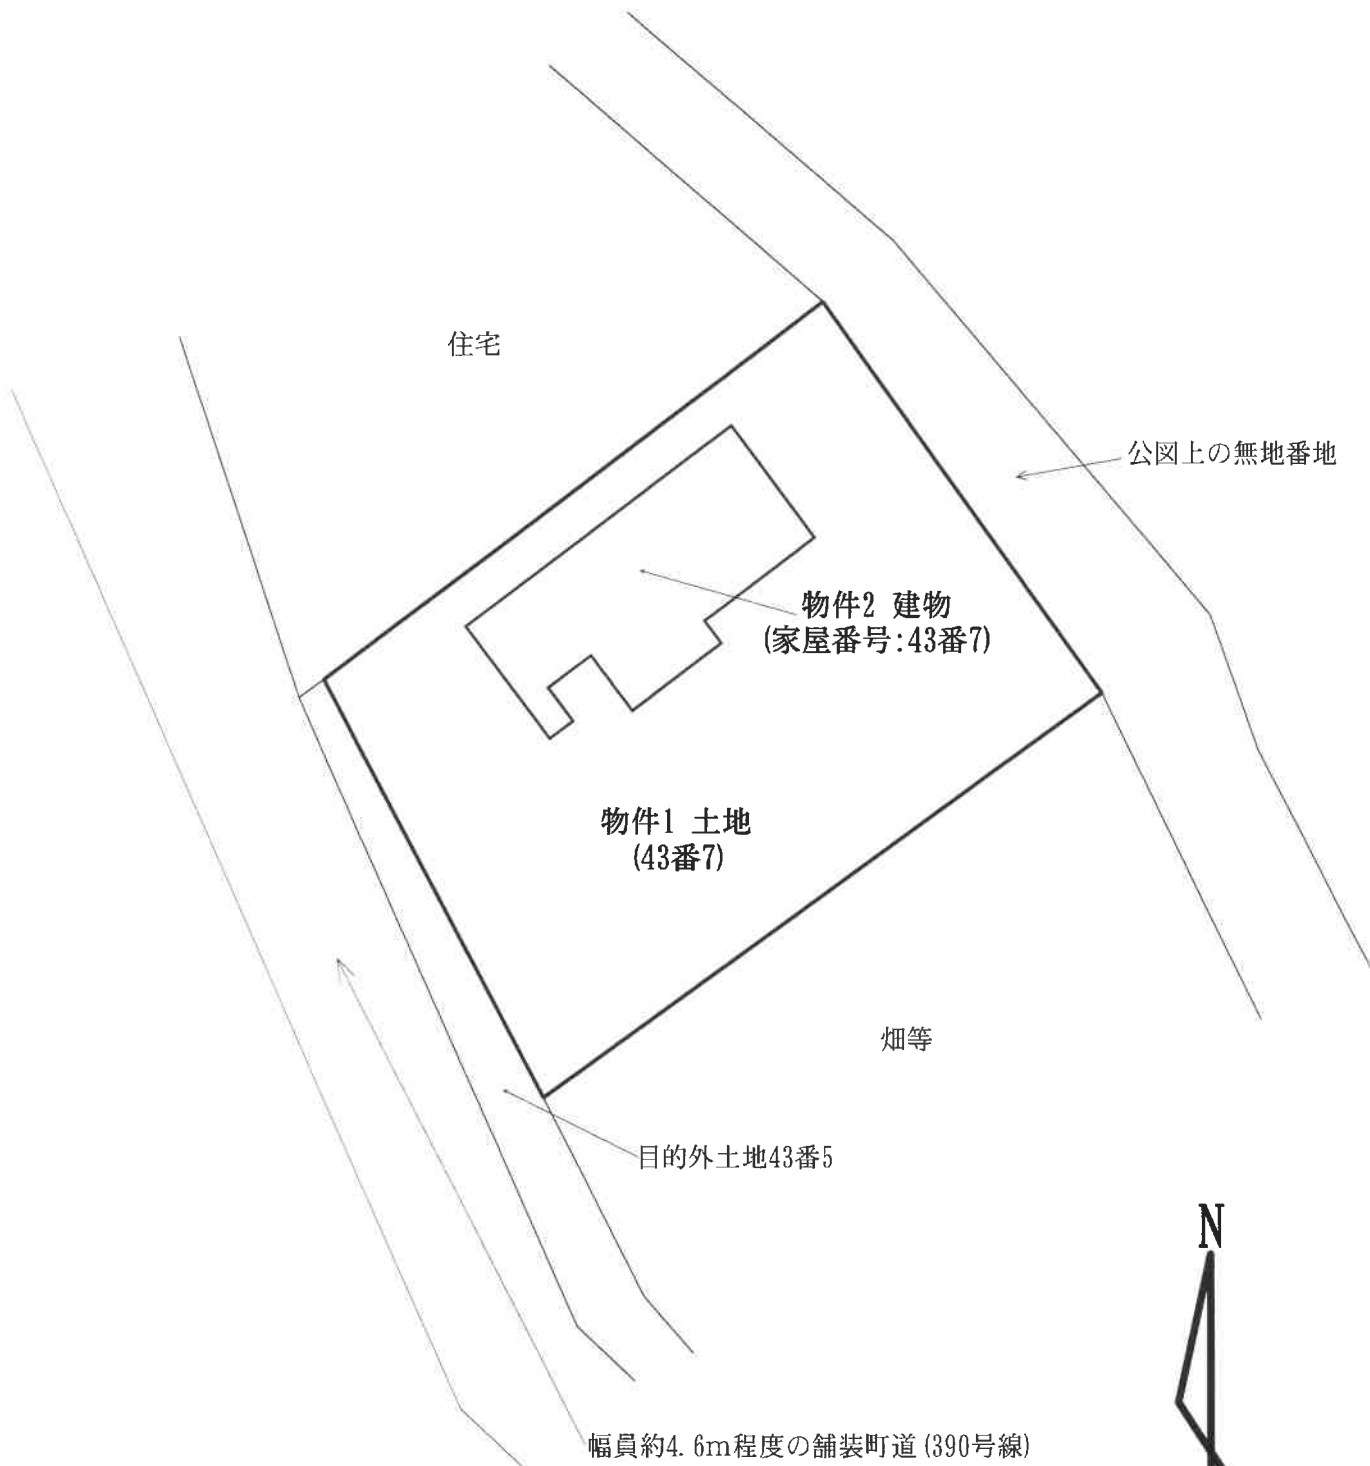 住宅
公図上の無地番地
物件2 建物
(家屋番号:43番7)
物件1 土地
(43番7)
畑等
目的外土地43番5
N
幅員約4.6m程度の舗装町道(390号線)